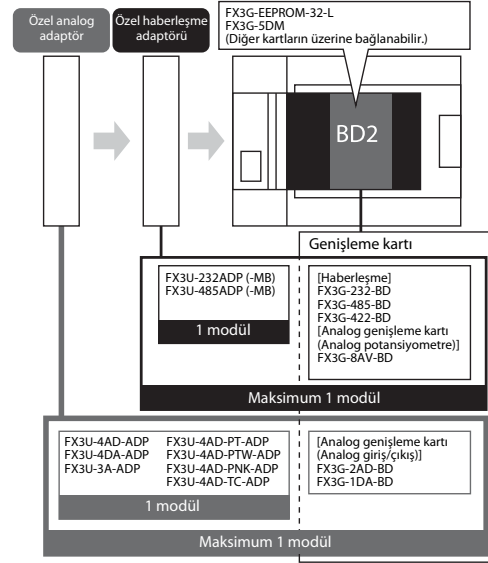 Özel analog
adaptör
Özel haberleşme
adaptörü
FX3G-EEPROM-32-L
FX3G-5DM
(Diğer kartların üzerine bağlanabilir.)
BD2
Genişleme kartı
FX3U-232ADP (-MB)
FX3U-485ADP (-MB)
1 modül
[Haberleşme]
FX3G-232-BD
FX3G-485-BD
FX3G-422-BD
[Analog genişleme kartı
(Analog potansiyometre)]
FX3G-8AV-BD
Maksimum 1 modül
FX3U-4AD-ADP
FX3U-4DA-ADP
FX3U-3A-ADP
FX3U-4AD-PT-ADP
FX3U-4AD-PTW-ADP
FX3U-4AD-PNK-ADP
FX3U-4AD-TC-ADP
1 modül
[Analog genişleme kartı
(Analog giriş/çıkış)]
FX3G-2AD-BD
FX3G-1DA-BD
Maksimum 1 modül